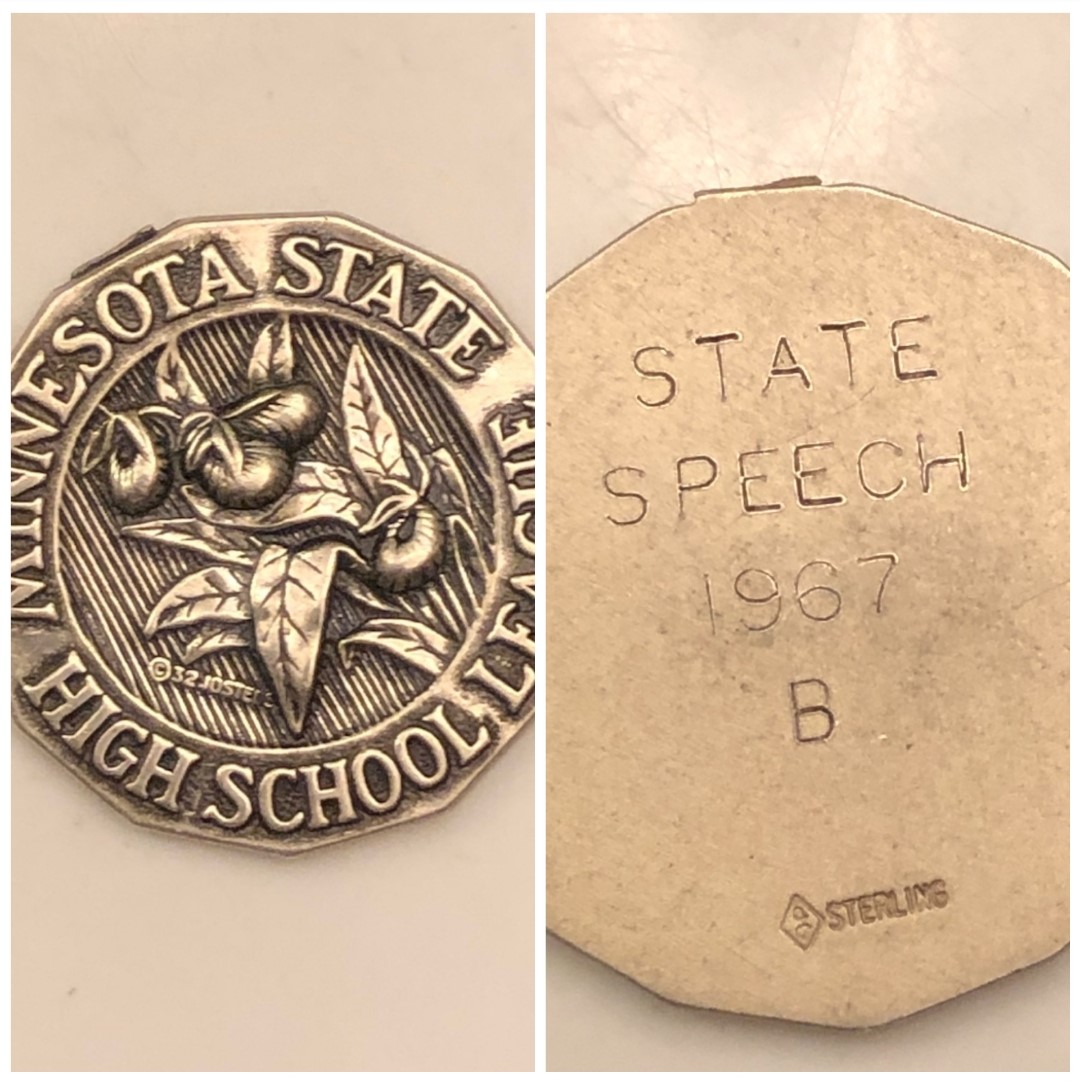 MINNESOTA STATE
HIGH SCHOOL LEAGUE
©32 JOSTENS
STATE
SPEECH
1967
B
STERLING